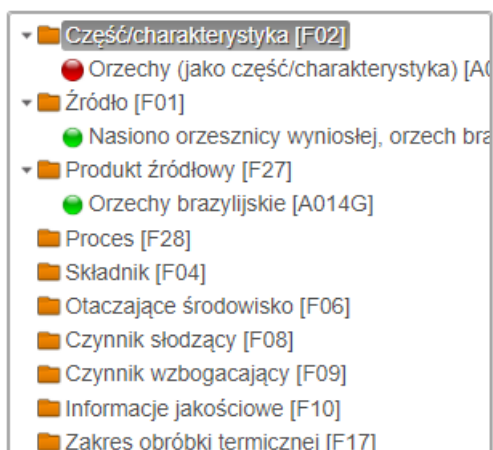 Część/charakterystyka [F02]
Orzechy (jako część/charakterystyka)
Źródło [F01]
Nasiono orzesznicy wyniosłej, orzech
Produkt źródłowy [F27]
Orzechy brazylijskie [A014G]
Proces [F28]
Składnik [F04]
Otaczające środowisko [F06]
Czynnik słodzący [F08]
Czynnik wzbogacający [F09]
Informacje jakościowe [F10]
Zakres obróbki termicznej [F17]